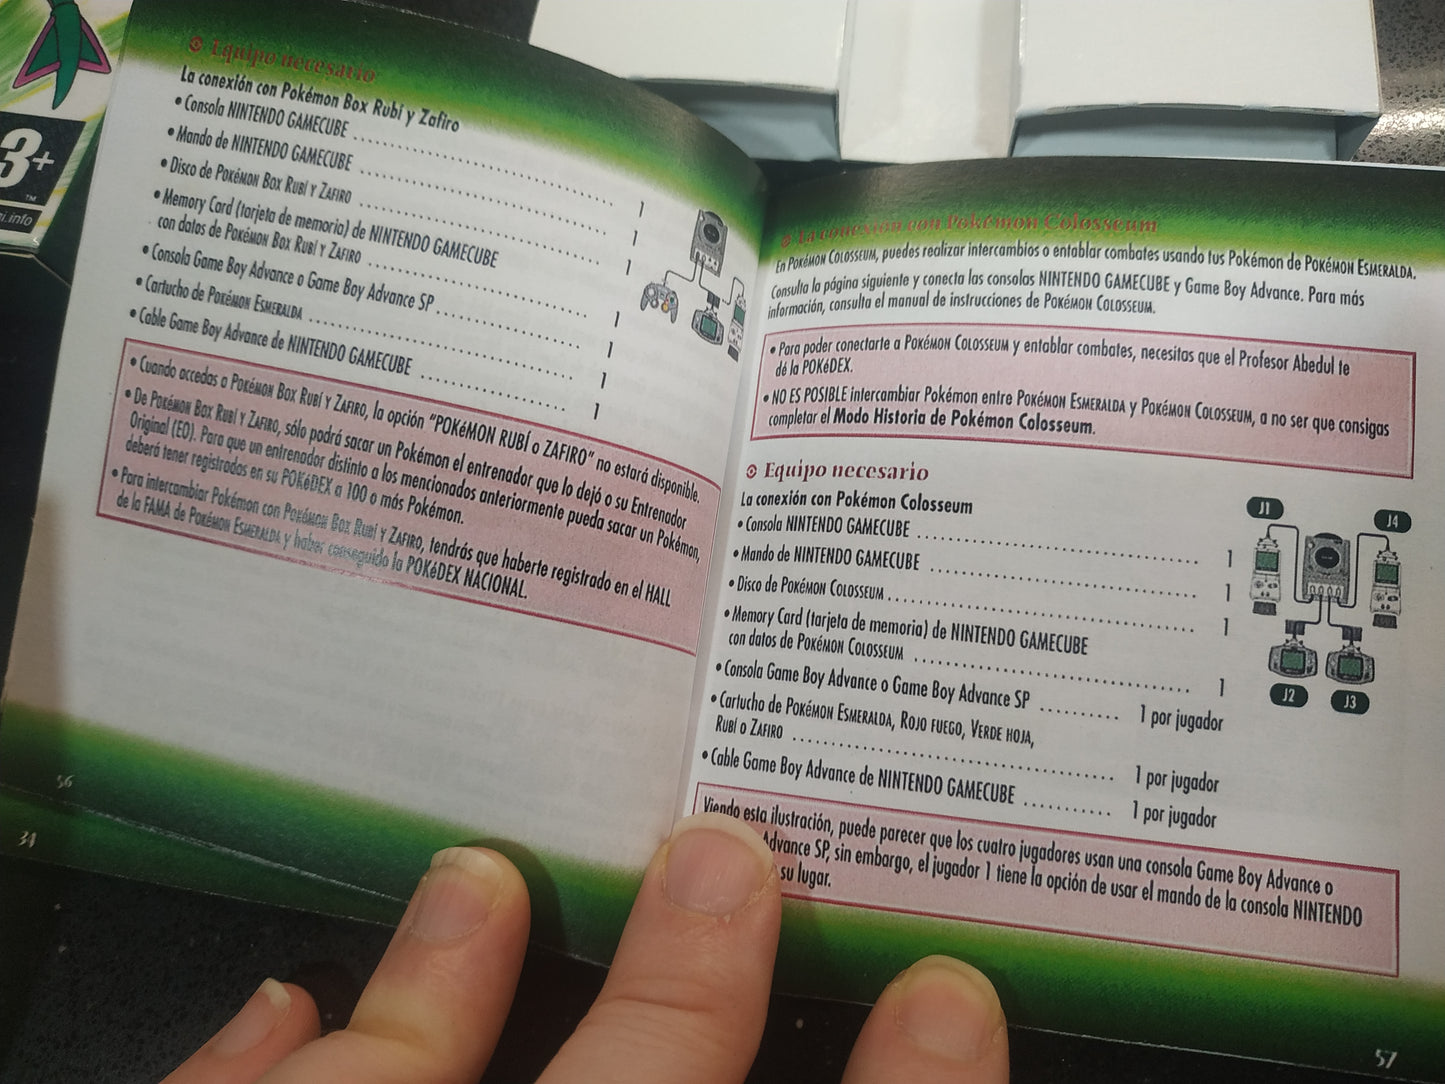 3+
™
i.info
Equipo necesario
La conexión con Pokémon Box Rubí y Zafiro
• Consola NINTENDO GAMECUBE .......... 1
• Mando de NINTENDO GAMECUBE .......... 1
• Disco de POKÉMON BOX RUBÍ Y ZAFIRO .......... 1
• Memory Card (tarjeta de memoria) de NINTENDO GAMECUBE
con datos de POKÉMON BOX RUBÍ Y ZAFIRO .......... 1
• Consola Game Boy Advance o Game Boy Advance SP .......... 1
• Cartucho de POKÉMON ESMERALDA .......... 1
• Cable Game Boy Advance de NINTENDO GAMECUBE .......... 1
• Cuando accedas a POKÉMON BOX RUBÍ Y ZAFIRO, la opción "POKéMON RUBÍ o ZAFIRO" no estará disponible.
• De POKÉMON BOX RUBÍ Y ZAFIRO, sólo podrá sacar un Pokémon el entrenador que lo dejó o su Entrenador
Original (EO). Para que un entrenador distinto a los mencionados anteriormente pueda sacar un Pokémon,
deberá tener registrados en su POKéDEX a 100 o más Pokémon.
• Para intercambiar Pokémon con POKÉMON BOX RUBÍ Y ZAFIRO, tendrás que haberte registrado en el HALL
de la FAMA de POKÉMON ESMERALDA y haber conseguido la POKéDEX NACIONAL.
56
34
La conexión con Pokémon Colosseum
En POKÉMON COLOSSEUM, puedes realizar intercambios o entablar combates usando tus Pokémon de POKÉMON ESMERALDA.
Consulta la página siguiente y conecta las consolas NINTENDO GAMECUBE y Game Boy Advance. Para más
información, consulta el manual de instrucciones de POKÉMON COLOSSEUM.
• Para poder conectarte a POKÉMON COLOSSEUM y entablar combates, necesitas que el Profesor Abedul te
dé la POKéDEX.
• NO ES POSIBLE intercambiar Pokémon entre POKÉMON ESMERALDA y POKÉMON COLOSSEUM, a no ser que consigas
completar el Modo Historia de Pokémon Colosseum.
Equipo necesario
La conexión con Pokémon Colosseum
• Consola NINTENDO GAMECUBE .......... 1
• Mando de NINTENDO GAMECUBE .......... 1
• Disco de POKÉMON COLOSSEUM .......... 1
• Memory Card (tarjeta de memoria) de NINTENDO GAMECUBE
con datos de POKÉMON COLOSSEUM .......... 1
• Consola Game Boy Advance o Game Boy Advance SP .......... 1 por jugador
• Cartucho de POKÉMON ESMERALDA, ROJO FUEGO, VERDE HOJA,
RUBÍ O ZAFIRO .......... 1 por jugador
• Cable Game Boy Advance de NINTENDO GAMECUBE .......... 1 por jugador
J1
J4
J2
J3
Viendo esta ilustración, puede parecer que los cuatro jugadores usan una consola Game Boy Advance o
Advance SP, sin embargo, el jugador 1 tiene la opción de usar el mando de la consola NINTENDO
su lugar.
57